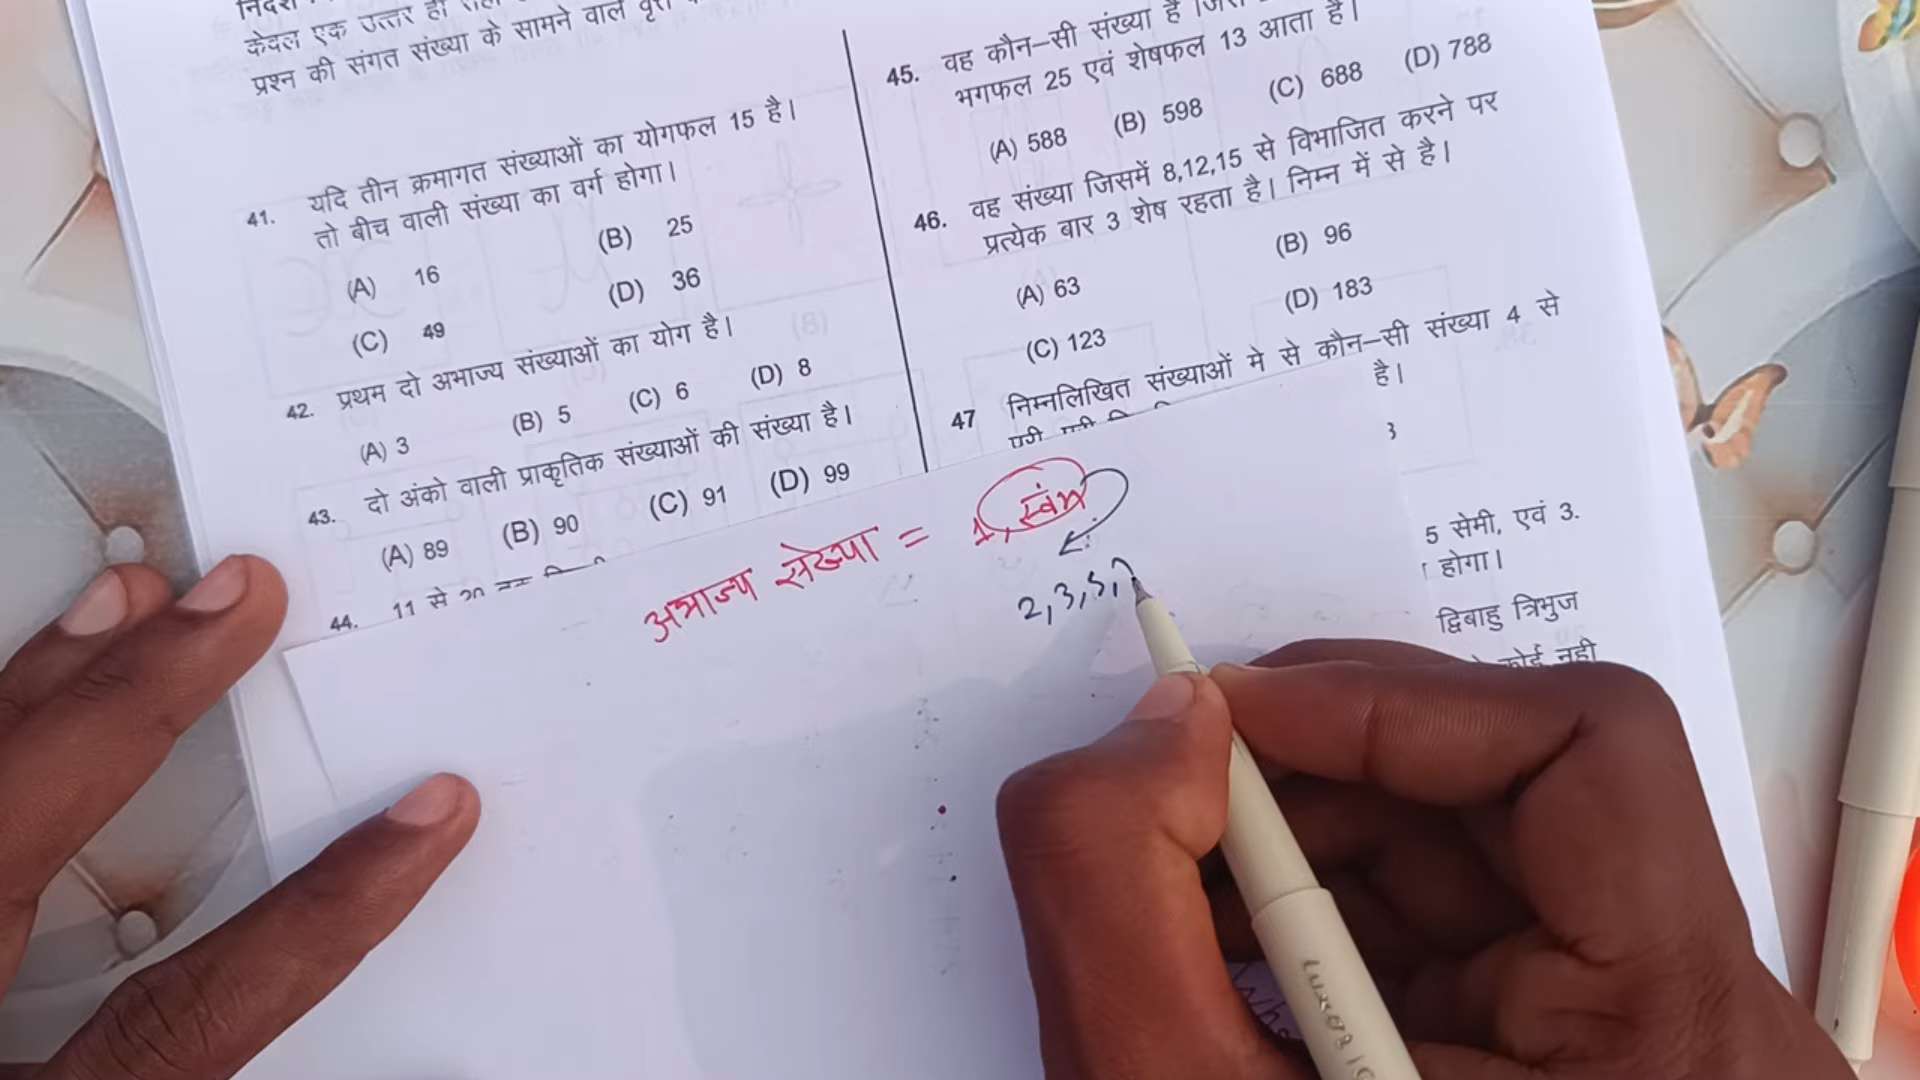 केवल एक उत्तर ही
प्रश्न की संगत संख्या के सामने वाले
41. यदि तीन क्रमागत संख्याओं का योगफल 15 है।
तो बीच वाली संख्या का वर्ग होगा।
(A) 16 (B) 25
(C) 49 (D) 36
42. प्रथम दो अभाज्य संख्याओं का योग है।
(A) 3 (B) 5 (C) 6 (D) 8
43. दो अंको वाली प्राकृतिक संख्याओं की संख्या है।
(A) 89 (B) 90 (C) 91 (D) 99
44. 11 से 20
45. वह कौन–सी संख्या है
भगफल 25 एवं शेषफल 13 आता है।
(A) 588 (B) 598 (C) 688 (D) 788
46. वह संख्या जिसमें 8,12,15 से विभाजित करने पर
प्रत्येक बार 3 शेष रहता है। निम्न में से है।
(A) 63 (B) 96
(C) 123 (D) 183
47 निम्नलिखित संख्याओं मे से कौन–सी संख्या 4 से
है।
3
5 सेमी, एवं 3.
होगा।
द्विबाहु त्रिभुज
कोई नही
अभाज्य संख्या = 1, स्वंम
2, 3, 5,